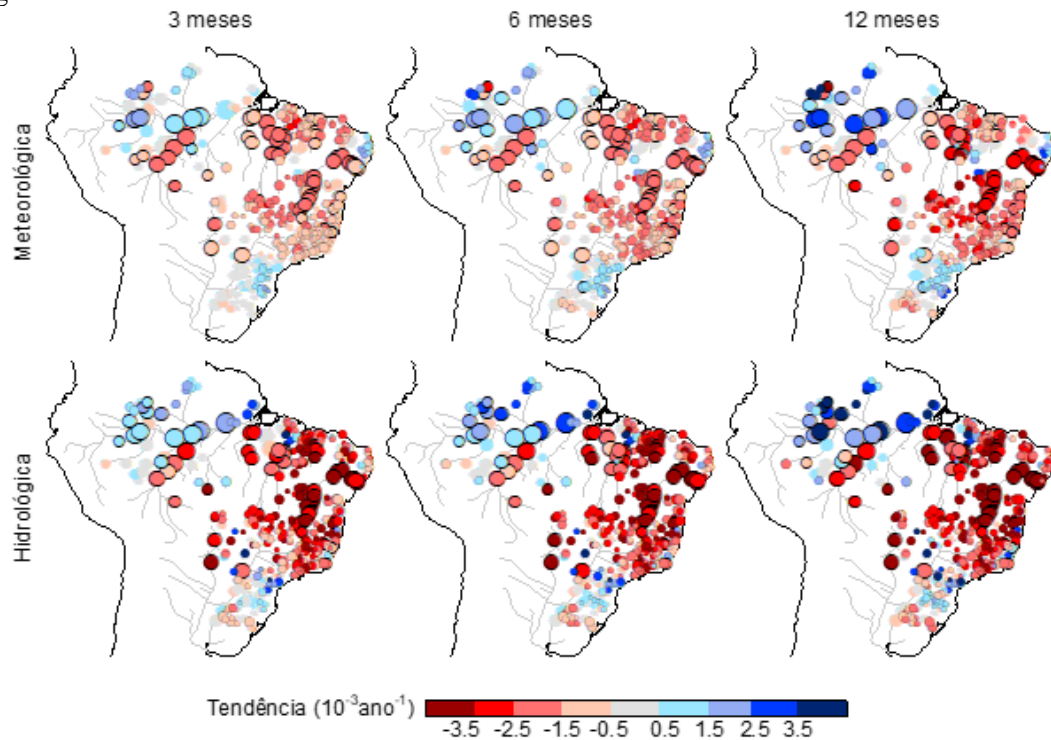 g
3 meses 6 meses 12 meses
Meteorológica
Hidrológica
Tendência (10⁻³ano⁻¹)
-3.5 -2.5 -1.5 -0.5 0.5 1.5 2.5 3.5